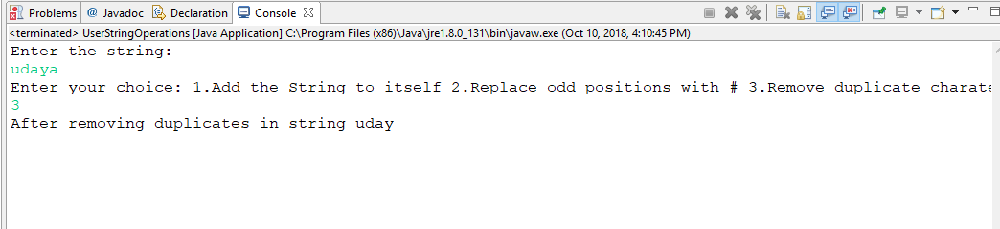 Problems @ Javadoc Declaration Console
<terminated> UserStringOperations [Java Application] C:\Program Files (x86)\Java\jre1.8.0_131\bin\javaw.exe (Oct 10, 2018, 4:10:45 PM)
Enter the string:
udaya
Enter your choice: 1.Add the String to itself 2.Replace odd positions with # 3.Remove duplicate charate
3
After removing duplicates in string uday